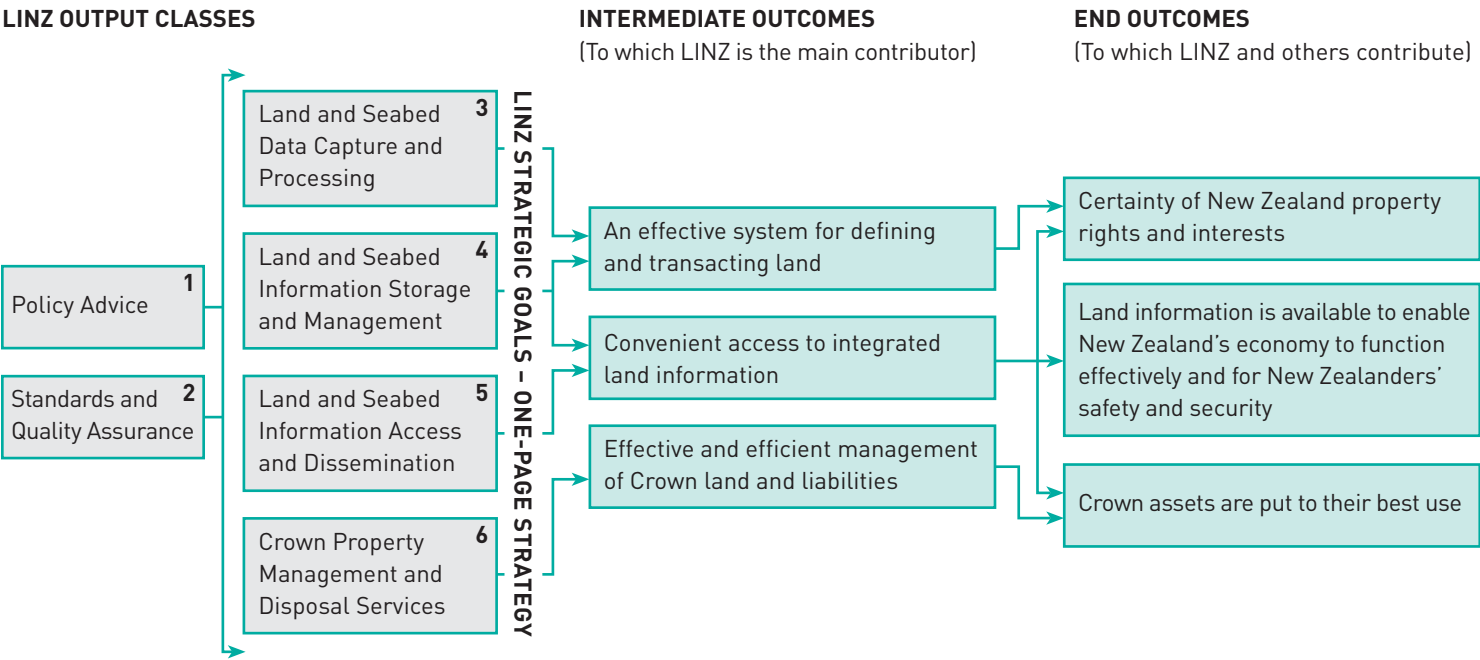 LINZ OUTPUT CLASSES
INTERMEDIATE OUTCOMES
(To which LINZ is the main contributor)
END OUTCOMES
(To which LINZ and others contribute)
Policy Advice
1
Standards and
Quality Assurance
2
Land and Seabed
Data Capture and
Processing
3
Land and Seabed
Information Storage
and Management
4
Land and Seabed
Information Access
and Dissemination
5
Crown Property
Management and
Disposal Services
6
LINZ STRATEGIC GOALS – ONE-PAGE STRATEGY
An effective system for defining
and transacting land
Convenient access to integrated
land information
Effective and efficient management
of Crown land and liabilities
Certainty of New Zealand property
rights and interests
Land information is available to enable
New Zealand’s economy to function
effectively and for New Zealanders’
safety and security
Crown assets are put to their best use